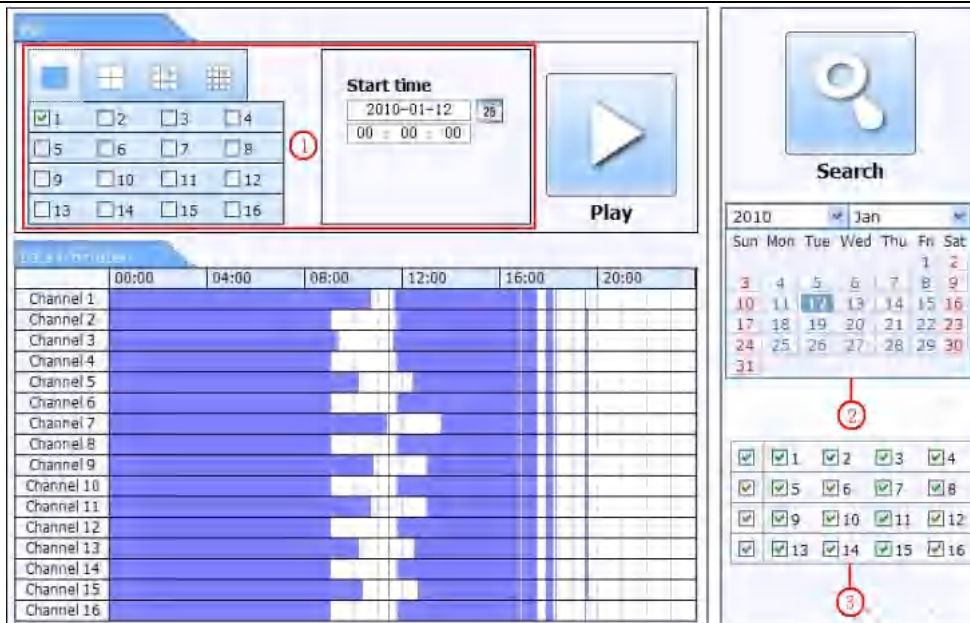 Start time
2010-01-12
25
00 : 00 : 00
1 2 3 4
5 6 7 8
9 10 11 12
13 14 15 16
1
Play
Search
2010 Jan
Sun Mon Tue Wed Thu Fri Sat
1 2
3 4 5 6 7 8 9
10 11 12 13 14 15 16
17 18 19 20 21 22 23
24 25 26 27 28 29 30
31
2
1 2 3 4
5 6 7 8
9 10 11 12
13 14 15 16
3
00:00 04:00 08:00 12:00 16:00 20:00
Channel 1
Channel 2
Channel 3
Channel 4
Channel 5
Channel 6
Channel 7
Channel 8
Channel 9
Channel 10
Channel 11
Channel 12
Channel 13
Channel 14
Channel 15
Channel 16